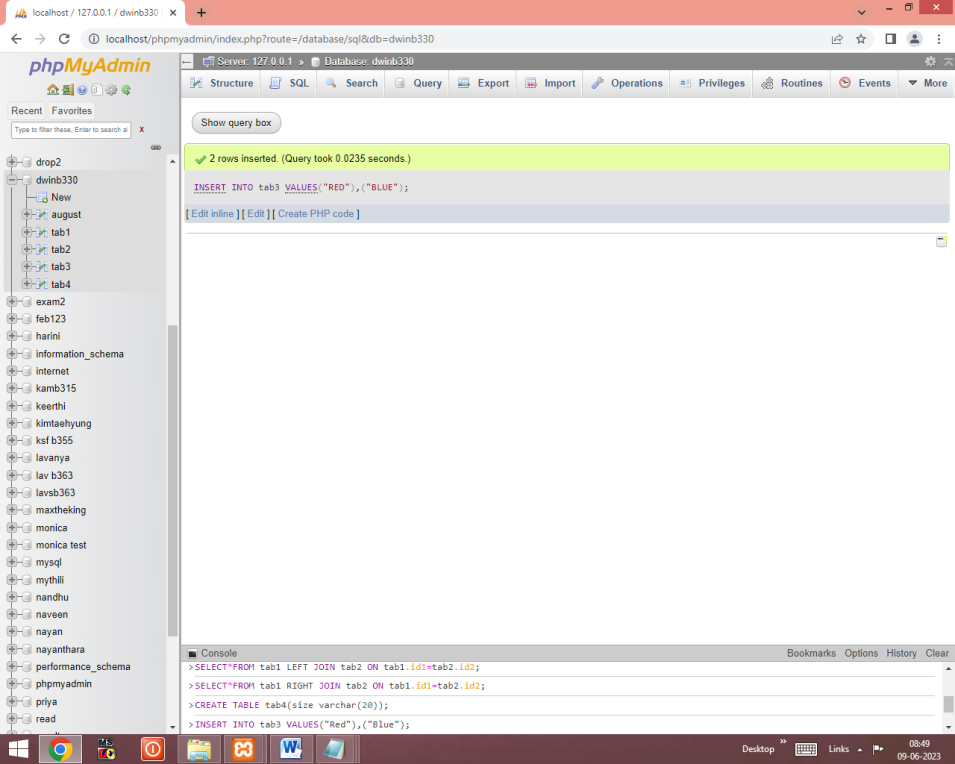 localhost / 127.0.0.1 / dwinb330
localhost/phpmyadmin/index.php?route=/database/sql&db=dwinb330
phpMyAdmin
Recent Favorites
Type to filter these, Enter to search al X
drop2
dwinb330
New
august
tab1
tab2
tab3
tab4
exam2
feb123
harini
information_schema
internet
kamb315
keerthi
kimtaehyung
ksf b355
lavanya
lav b363
lavsb363
maxtheking
monica
monica test
mysql
mythili
nandhu
naveen
nayan
nayanthara
performance_schema
phpmyadmin
priya
read
Server: 127.0.0.1 » Database: dwinb330
Structure SQL Search Query Export Import Operations Privileges Routines Events More
Show query box
2 rows inserted. (Query took 0.0235 seconds.)
INSERT INTO tab3 VALUES("RED"),("BLUE");
[ Edit inline ] [ Edit ] [ Create PHP code ]
Console Bookmarks Options History Clear
>SELECT*FROM tab1 LEFT JOIN tab2 ON tab1.id1=tab2.id2;
>SELECT*FROM tab1 RIGHT JOIN tab2 ON tab1.id1=tab2.id2;
>CREATE TABLE tab4(size varchar(20));
>INSERT INTO tab3 VALUES("Red"),("Blue");
Desktop » Links 08:49
09-06-2023